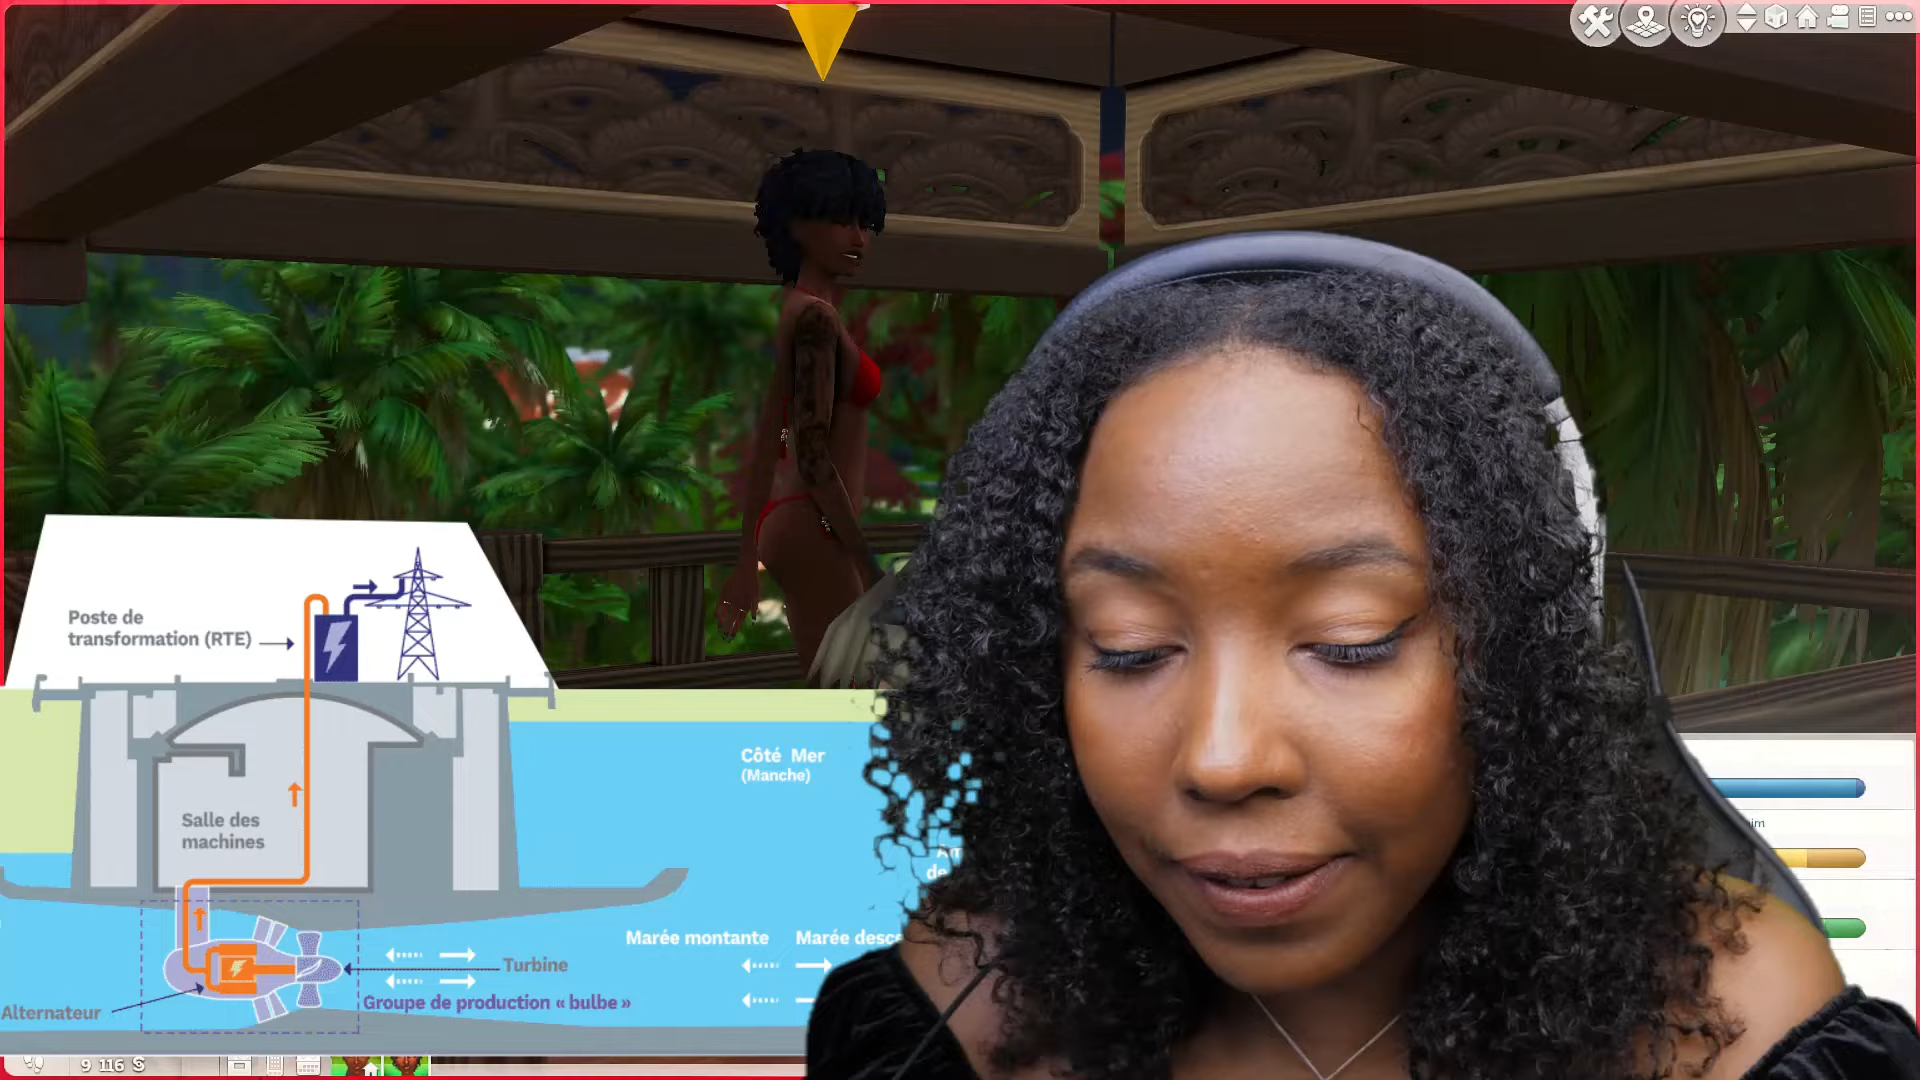 Poste de
transformation (RTE)
Côté Mer
(Manche)
Salle des
machines
Marée montante
Marée
Turbine
Groupe de production « bulbe »
Alternateur
9 116